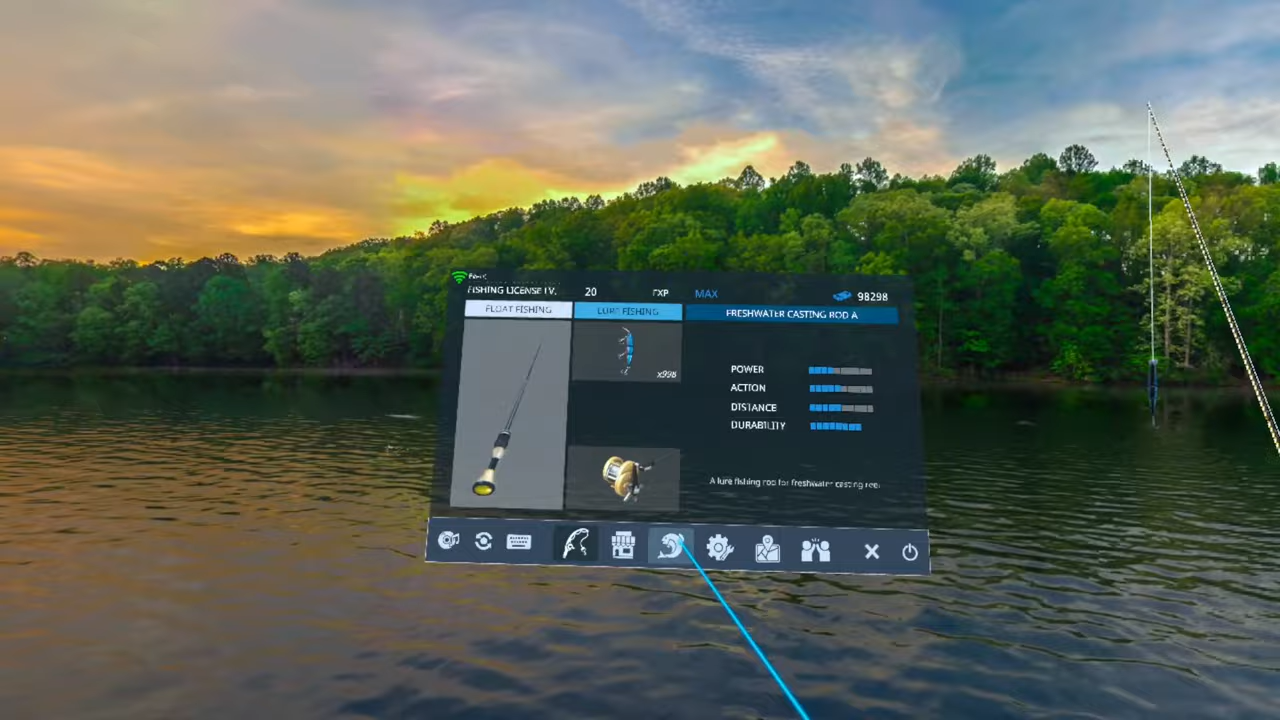 FISHING LICENSE LV. 20 EXP MAX 98298
FLOAT FISHING LURE FISHING FRESHWATER CASTING ROD A
x998
POWER
ACTION
DISTANCE
DURABILITY
A lure fishing rod for freshwater casting reel.